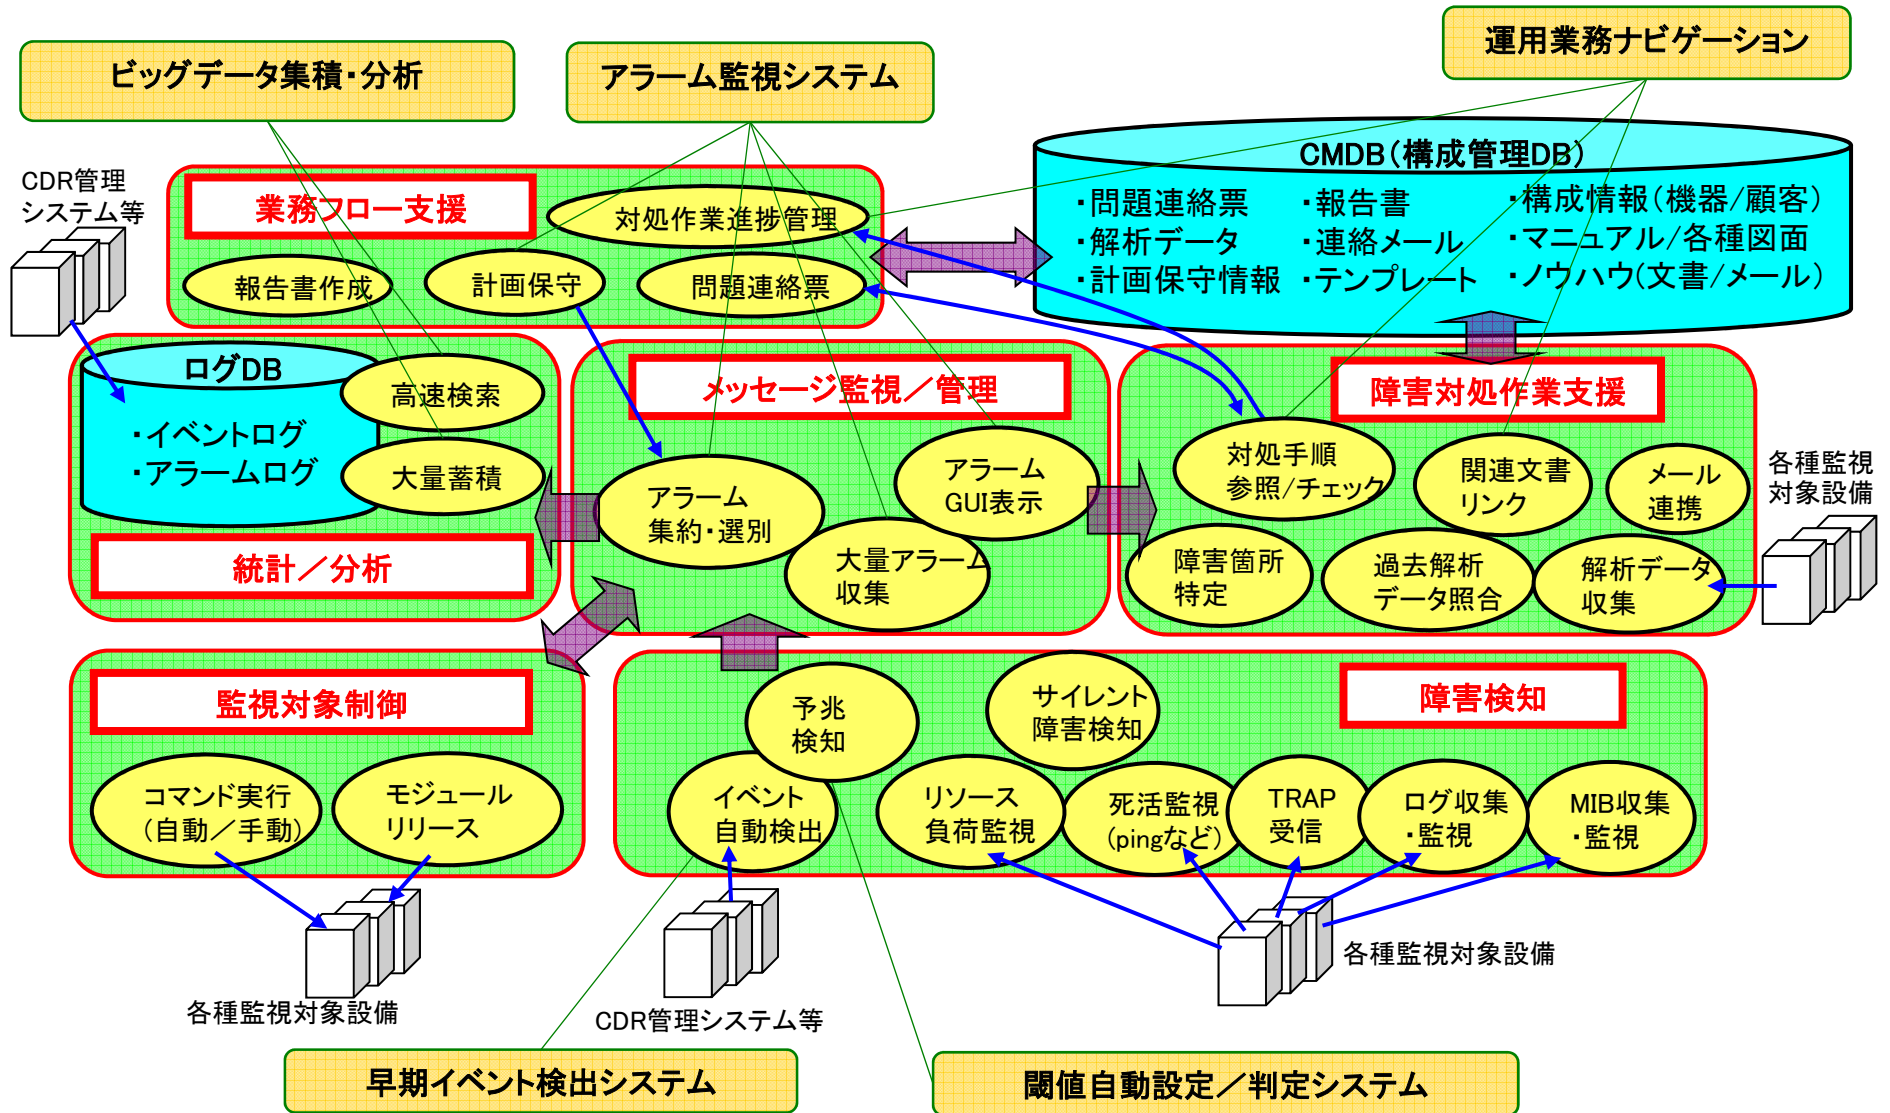 ビッグデータ集積・分析
アラーム監視システム
運用業務ナビゲーション
CDR管理
システム等
業務フロー支援
対処作業進捗管理
報告書作成
計画保守
問題連絡票
CMDB(構成管理DB)
・問題連絡票
・解析データ
・計画保守情報
・報告書
・連絡メール
・テンプレート
・構成情報(機器/顧客)
・マニュアル/各種図面
・ノウハウ(文書/メール)
ログDB
・イベントログ
・アラームログ
高速検索
大量蓄積
統計/分析
メッセージ監視/管理
アラーム
集約・選別
アラーム
GUI表示
大量アラーム
収集
障害対処作業支援
対処手順
参照/チェック
関連文書
リンク
メール
連携
障害箇所
特定
過去解析
データ照合
解析データ
収集
各種監視
対象設備
監視対象制御
コマンド実行
(自動/手動)
モジュール
リリース
各種監視対象設備
障害検知
予兆
検知
サイレント
障害検知
イベント
自動検出
リソース
負荷監視
死活監視
(pingなど)
TRAP
受信
ログ収集
・監視
MIB収集
・監視
CDR管理システム等
各種監視対象設備
早期イベント検出システム
閾値自動設定/判定システム